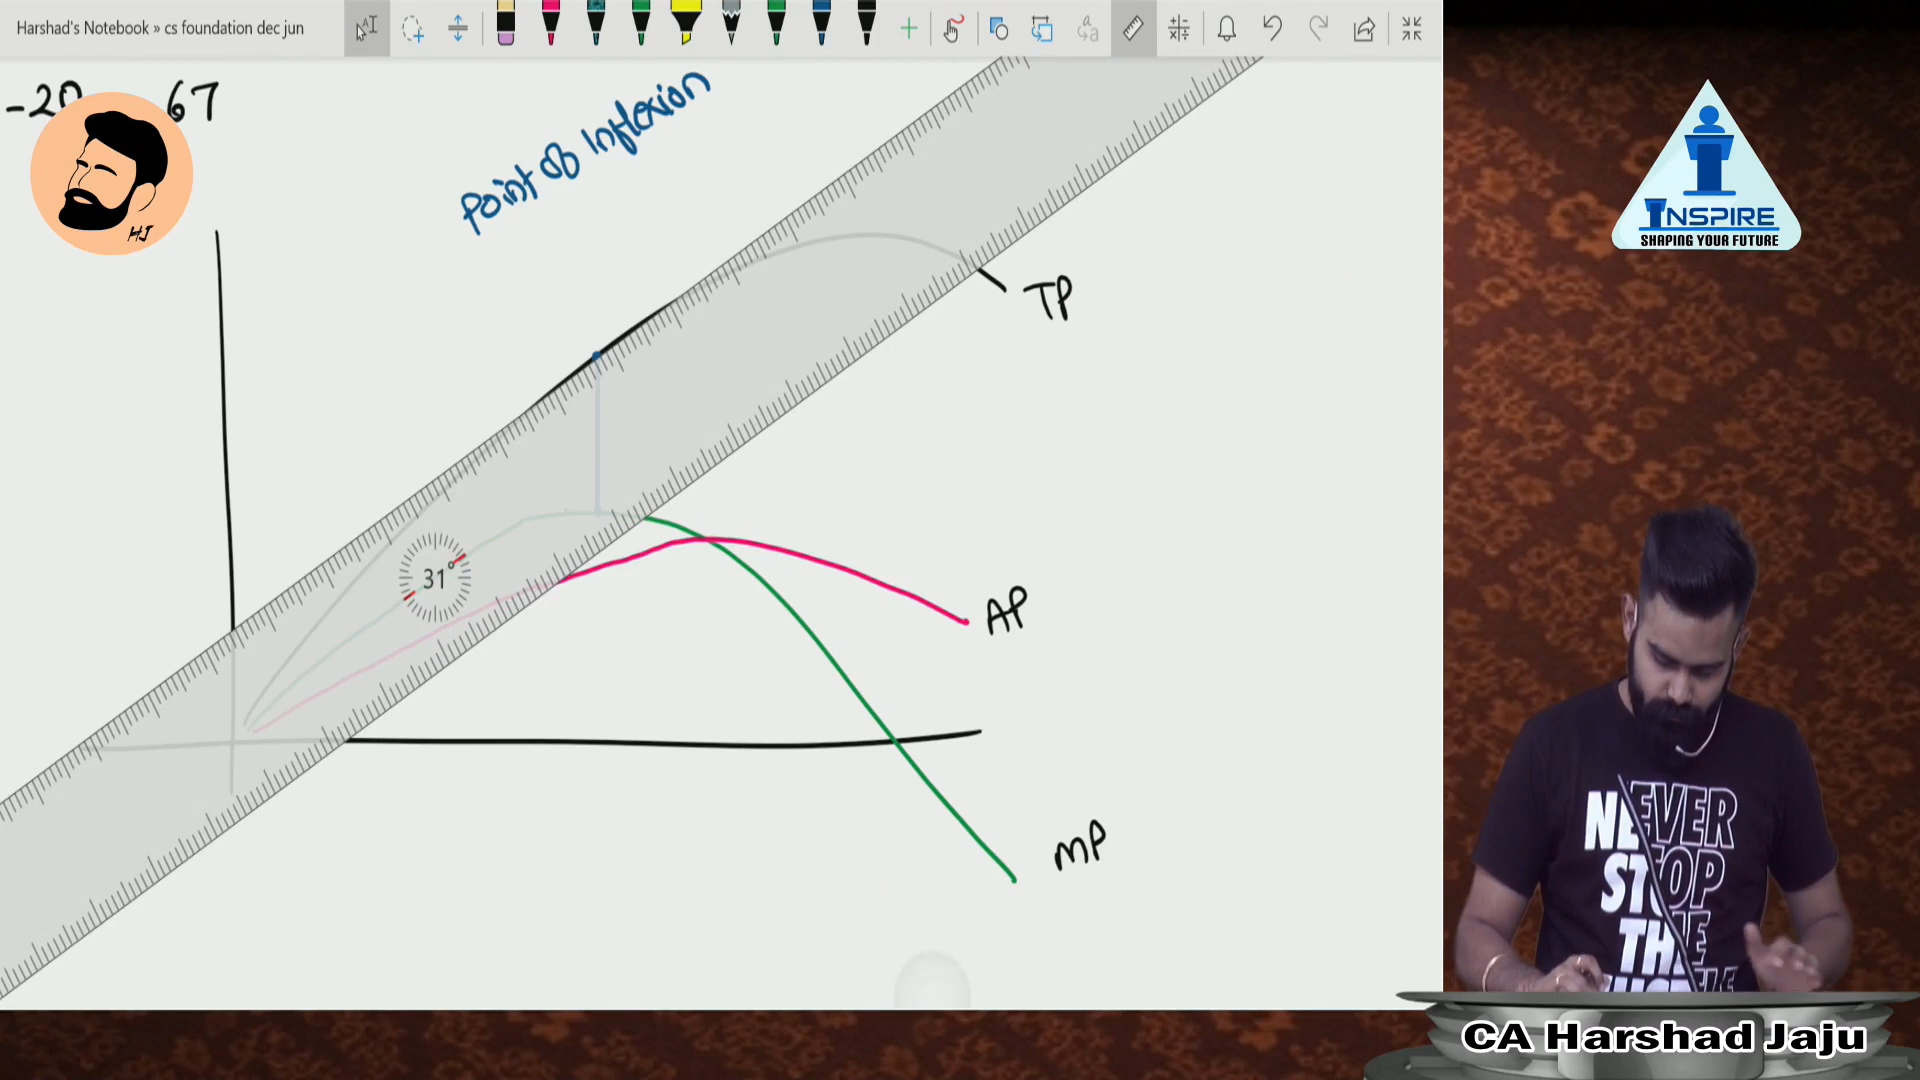 Harshad's Notebook » cs foundation dec jun
-20 67
Point of Inflexion
HJ
TP
31°
AP
MP
INSPIRE
SHAPING YOUR FUTURE
NEVER
STOP
THE
CA Harshad Jaju